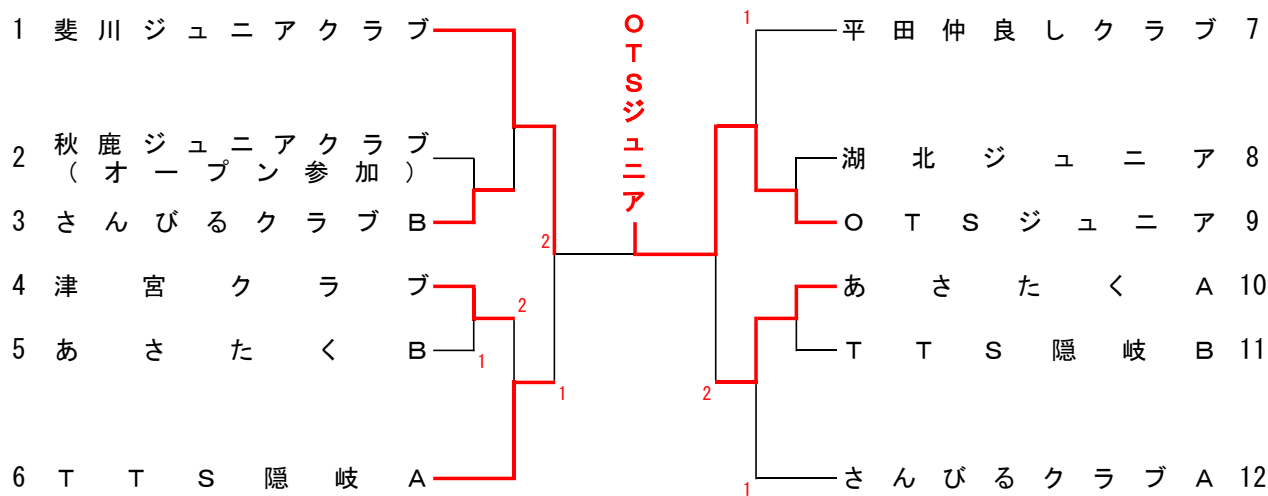 1 斐川ジュニアクラブ
2 秋鹿ジュニアクラブ
(オープン参加)
3 さんびるクラブB
4 津宮クラブ
5 あさたくB
6 TTS隠岐A
2
2
1
1
OTSジュニア
1
2
1
平田仲良しクラブ 7
湖北ジュニア 8
OTSジュニア 9
あさたくA 10
TTS隠岐B 11
さんびるクラブA 12